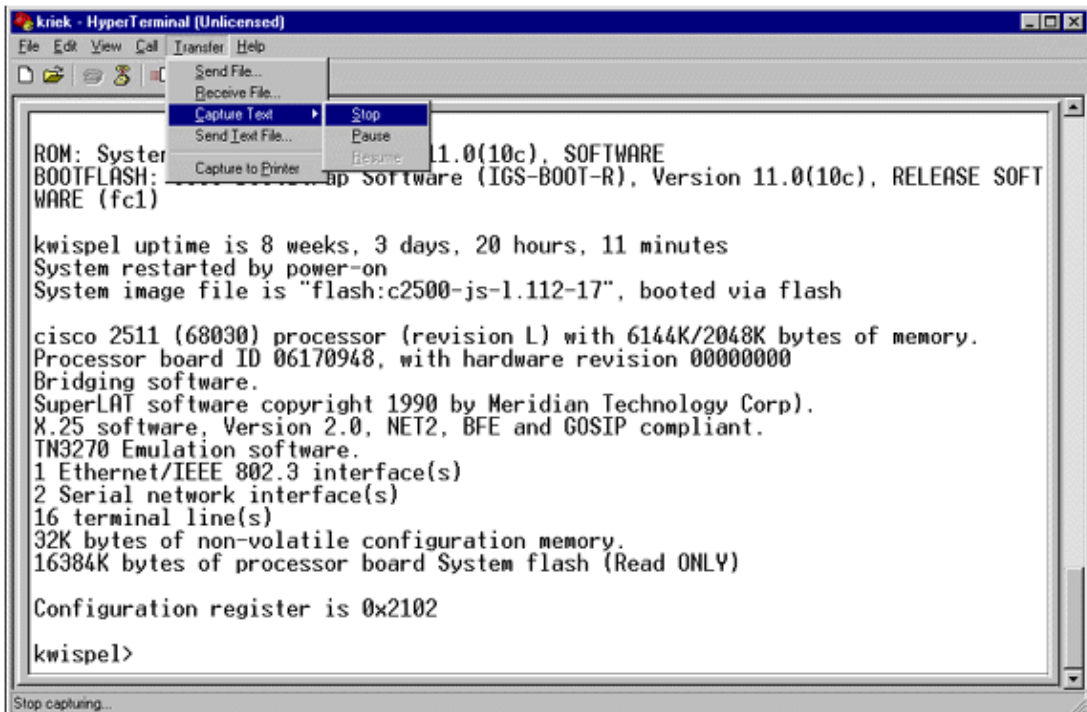 kriek - HyperTerminal (Unlicensed)
File Edit View Call Transfer Help
Send File...
Receive File...
Capture Text
Stop
Send Text File...
Pause
Resume
Capture to Printer
ROM: System 11.0(10c), SOFTWARE
BOOTFLASH: ap Software (IGS-BOOT-R), Version 11.0(10c), RELEASE SOFT
WARE (fc1)
kwispel uptime is 8 weeks, 3 days, 20 hours, 11 minutes
System restarted by power-on
System image file is "flash:c2500-js-l.112-17", booted via flash
cisco 2511 (68030) processor (revision L) with 6144K/2048K bytes of memory.
Processor board ID 06170948, with hardware revision 00000000
Bridging software.
SuperLAT software copyright 1990 by Meridian Technology Corp).
X.25 software, Version 2.0, NET2, BFE and GOSIP compliant.
TN3270 Emulation software.
1 Ethernet/IEEE 802.3 interface(s)
2 Serial network interface(s)
16 terminal line(s)
32K bytes of non-volatile configuration memory.
16384K bytes of processor board System flash (Read ONLY)
Configuration register is 0x2102
kwispel>
Stop capturing...